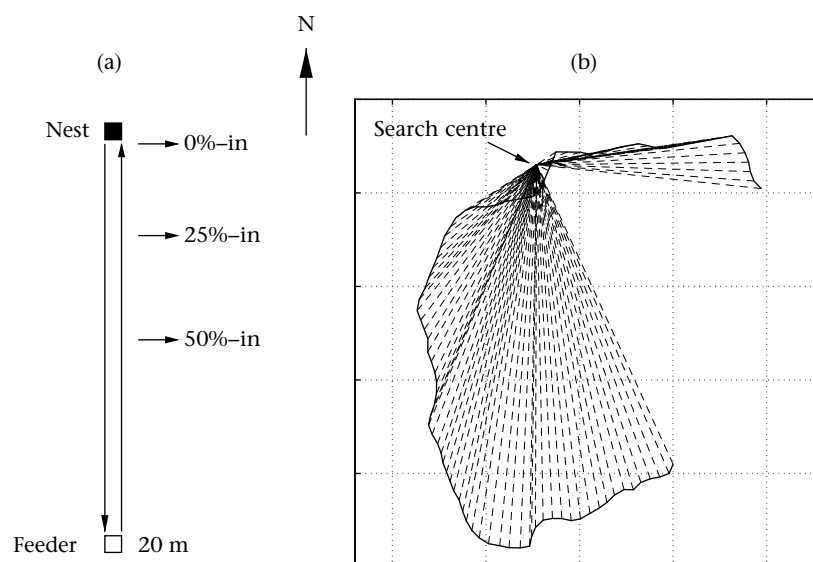 N
(a)
(b)
Nest
0%–in
Search centre
25%–in
50%–in
Feeder
20 m